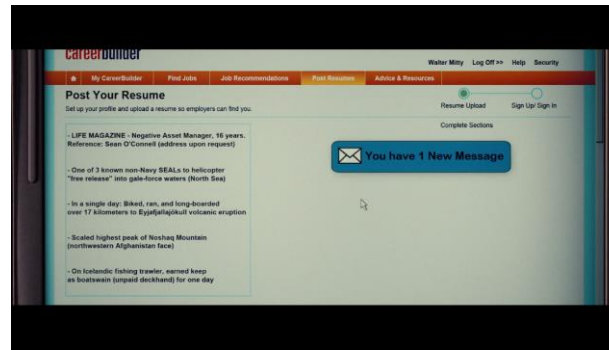 careerbuilder
Walter Mitty Log Off >> Help Security
My CareerBuilder Find Jobs Job Recommendations Post Resumes Advice & Resources
Post Your Resume
Set up your profile and upload a resume so employers can find you.
Resume Upload Sign Up/ Sign In
Complete Sections
- LIFE MAGAZINE - Negative Asset Manager, 16 years.
Reference: Sean O'Connell (address upon request)
You have 1 New Message
- One of 3 known non-Navy SEALs to helicopter
"free release" into gale-force waters (North Sea)
- In a single day: Biked, ran, and long-boarded
over 17 kilometers to Eyjafjallajökull volcanic eruption
- Scaled highest peak of Noshaq Mountain
(northwestern Afghanistan face)
- On Icelandic fishing trawler, earned keep
as boatswain (unpaid deckhand) for one day